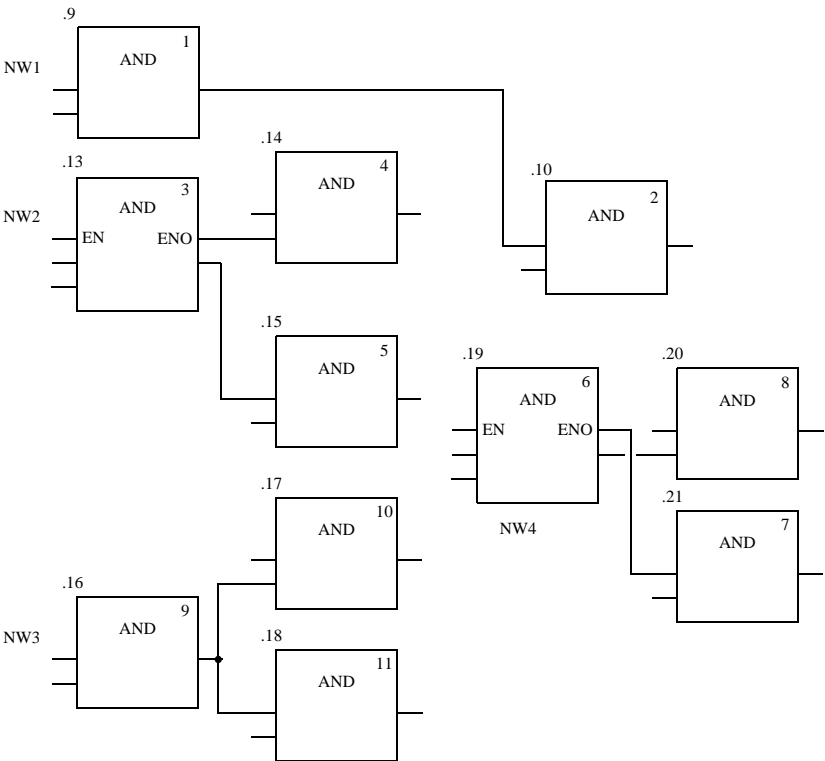 .9
1
AND
NW1
.14
4
AND
.13
3
AND
NW2
EN ENO
.10
2
AND
.15
5
AND
.19
6
AND
EN ENO
NW4
.20
8
AND
.21
7
AND
.17
10
AND
.16
9
AND
NW3
.18
11
AND